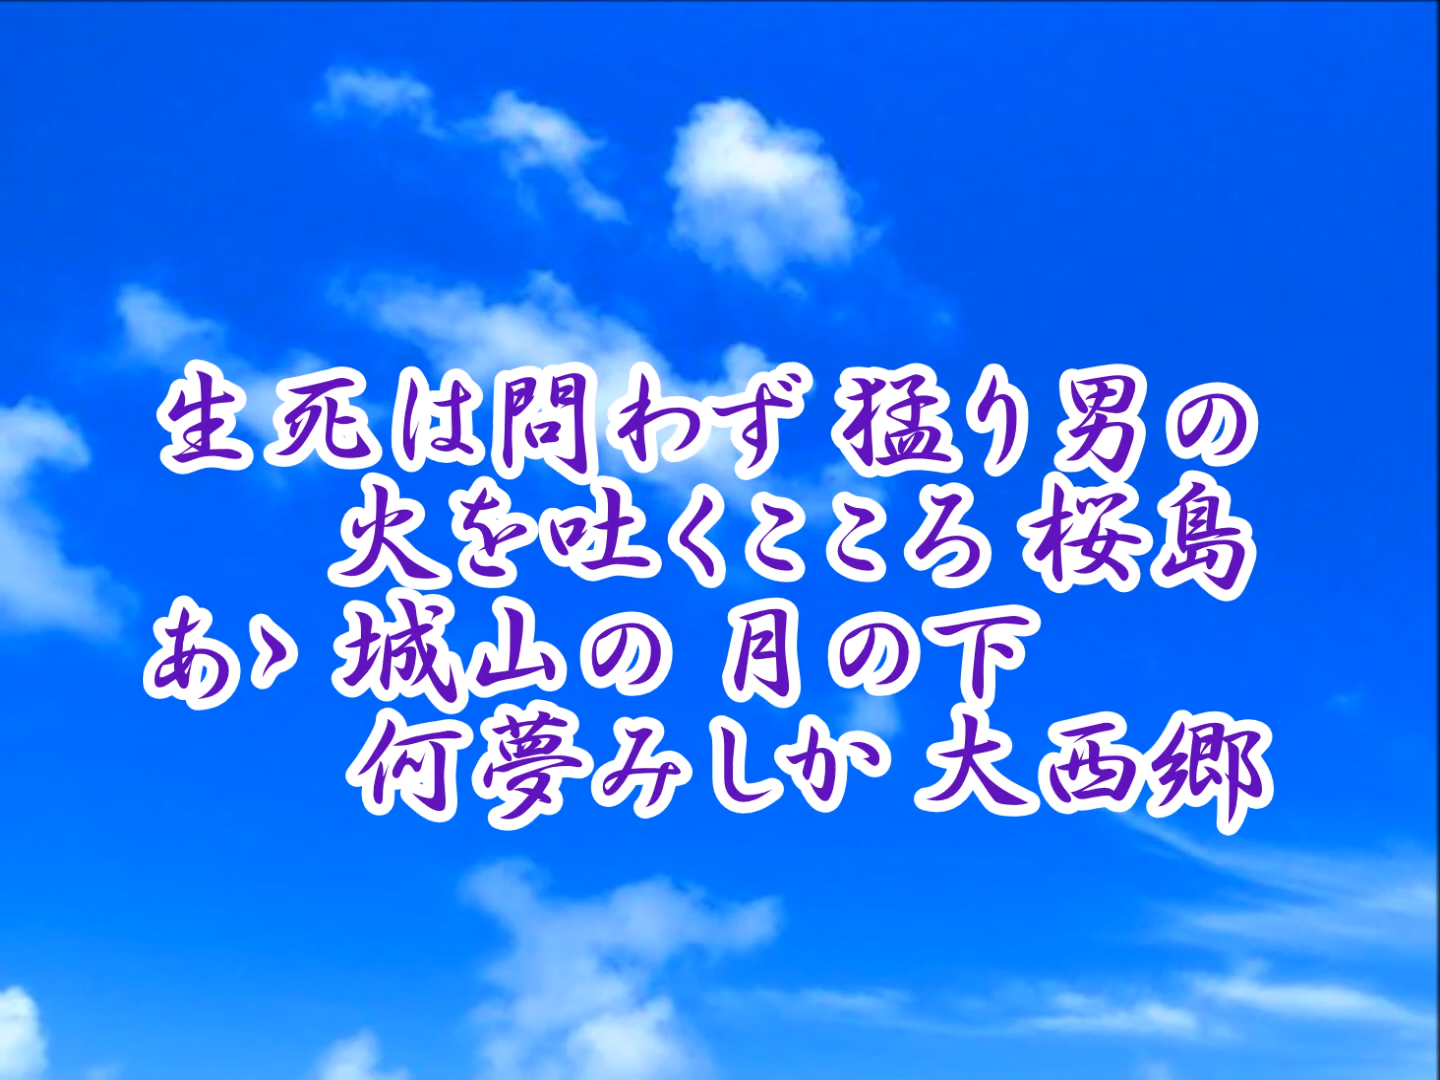 生死は問わず 猛り男の
火を吐くこころ 桜島
あゝ 城山の 月の下
何夢みしか 大西郷